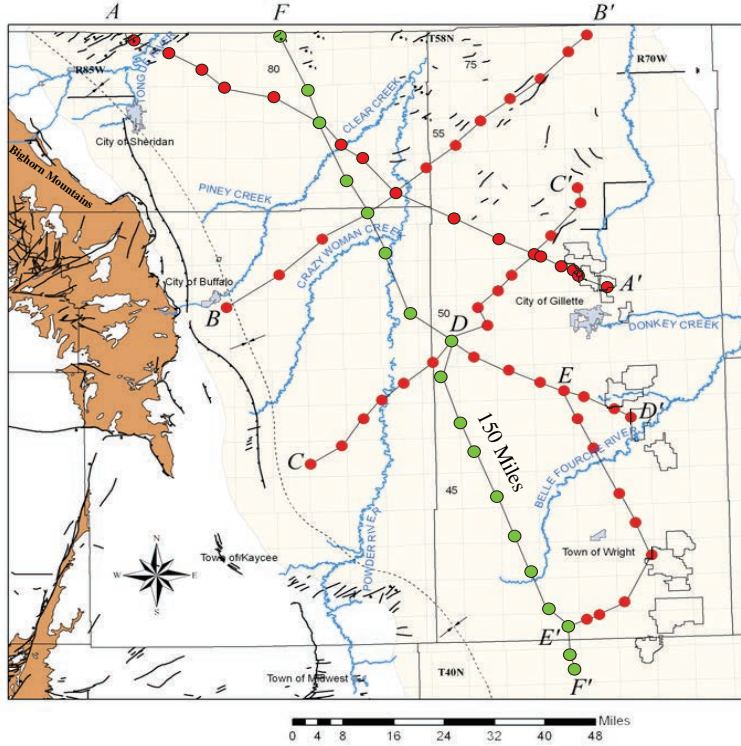 A
F
B'
T58N
75
R70W
80
R85W
TONGUE RIVER
CLEAR CREEK
55
City of Sheridan
Bighorn Mountains
C'
PINEY CREEK
CRAZY WOMAN CREEK
City of Buffalo
A'
B
50
City of Gillette
D
DONKEY CREEK
E
D'
150 Miles
C
BELLE FOURCHE RIVER
45
POWDER RIVER
N
Town of Kaycee
Town of Wright
W
E
S
E'
T40N
Town of Midwest
F'
Miles
0 4 8 16 24 32 40 48